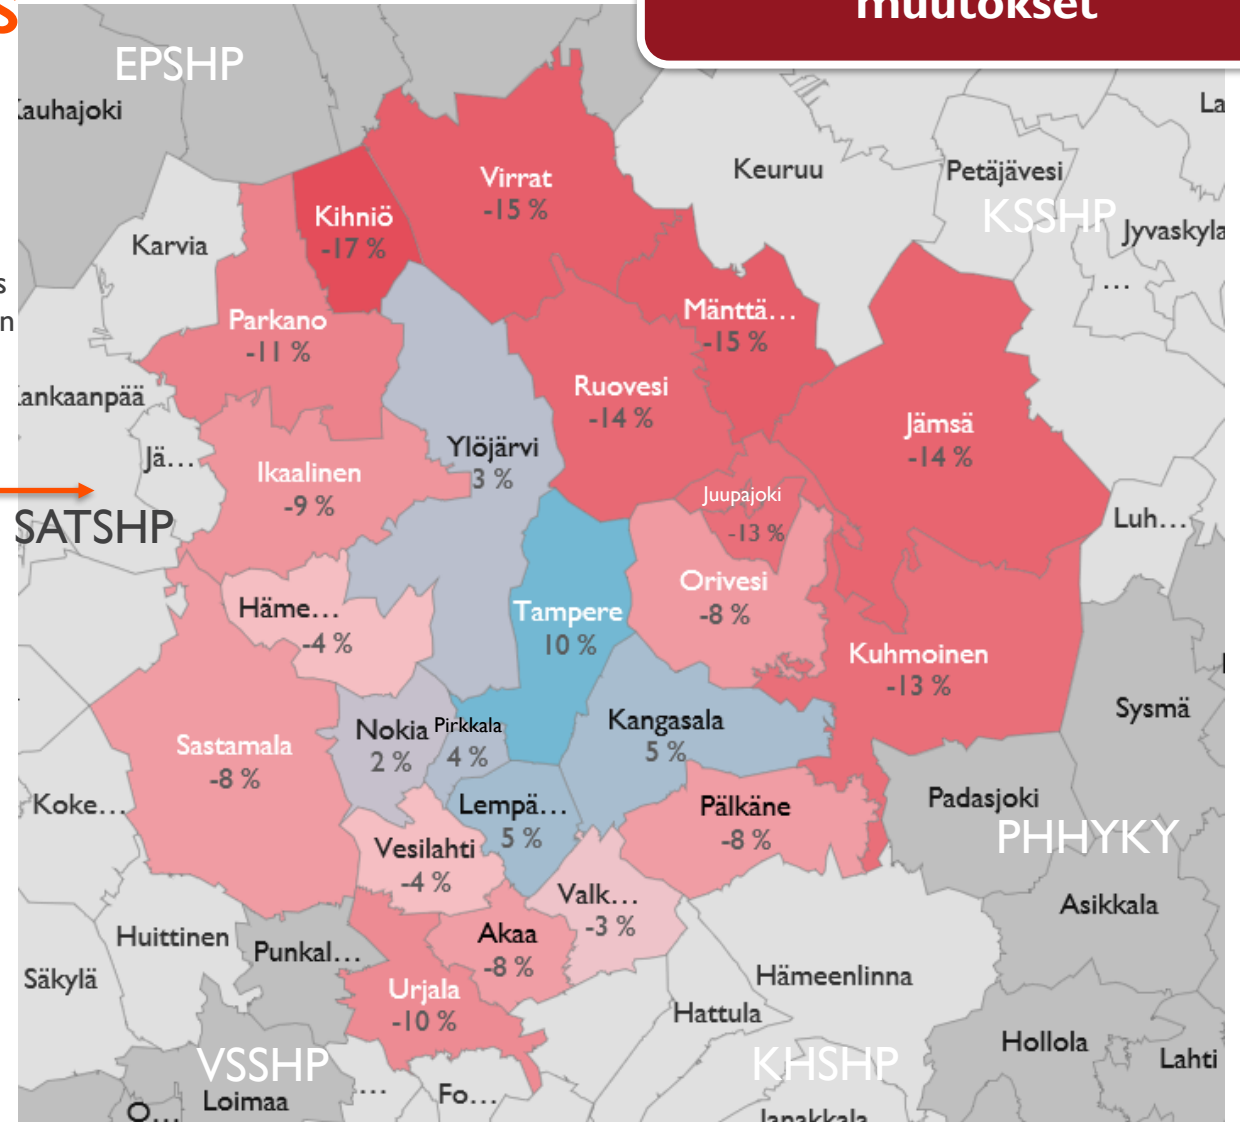 s
muutokset
EPSHP
Kauhajoki
La
Virrat
-15 %
Keuruu
Petäjävesi
KSSHP
Jyvaskyla
Kihniö
-17 %
Karvia
s
…
n
Parkano
-11 %
Mänttä…
-15 %
Ruovesi
-14 %
Kankaanpää
Jämsä
-14 %
Ylöjärvi
3 %
Jä…
Ikaalinen
-9 %
Juupajoki
-13 %
Luh…
SATSHP
Orivesi
-8 %
Häme…
-4 %
Tampere
10 %
Kuhmoinen
-13 %
Sysmä
Nokia
2 %
Pirkkala
4 %
Kangasala
5 %
Sastamala
-8 %
Koke…
Lempä…
5 %
Pälkäne
-8 %
Padasjoki
PHHYKY
Vesilahti
-4 %
Valk…
-3 %
Asikkala
Huittinen
Punkal…
Akaa
-8 %
Säkylä
Urjala
-10 %
Hämeenlinna
Hattula
Hollola
Lahti
VSSHP
KHSHP
Loimaa
…
Fo…
O…
Janakkala